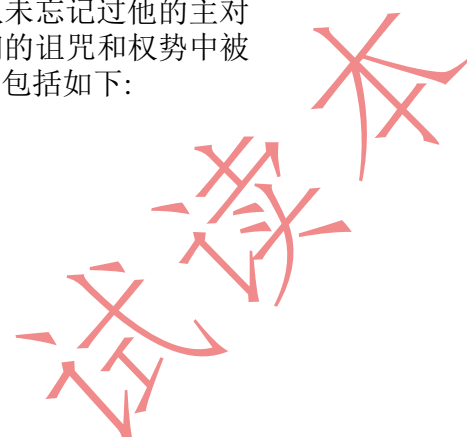 未忘记过他的主对
的诅咒和权势中被
包括如下:
试读本